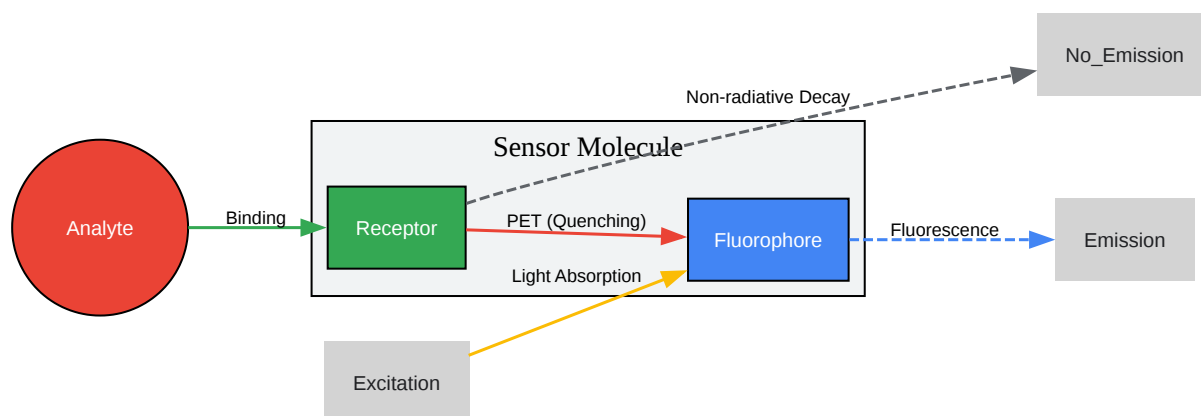 No_Emission
Non-radiative Decay
Sensor Molecule
Analyte
Binding
Receptor
PET (Quenching)
Fluorophore
Fluorescence
Emission
Light Absorption
Excitation